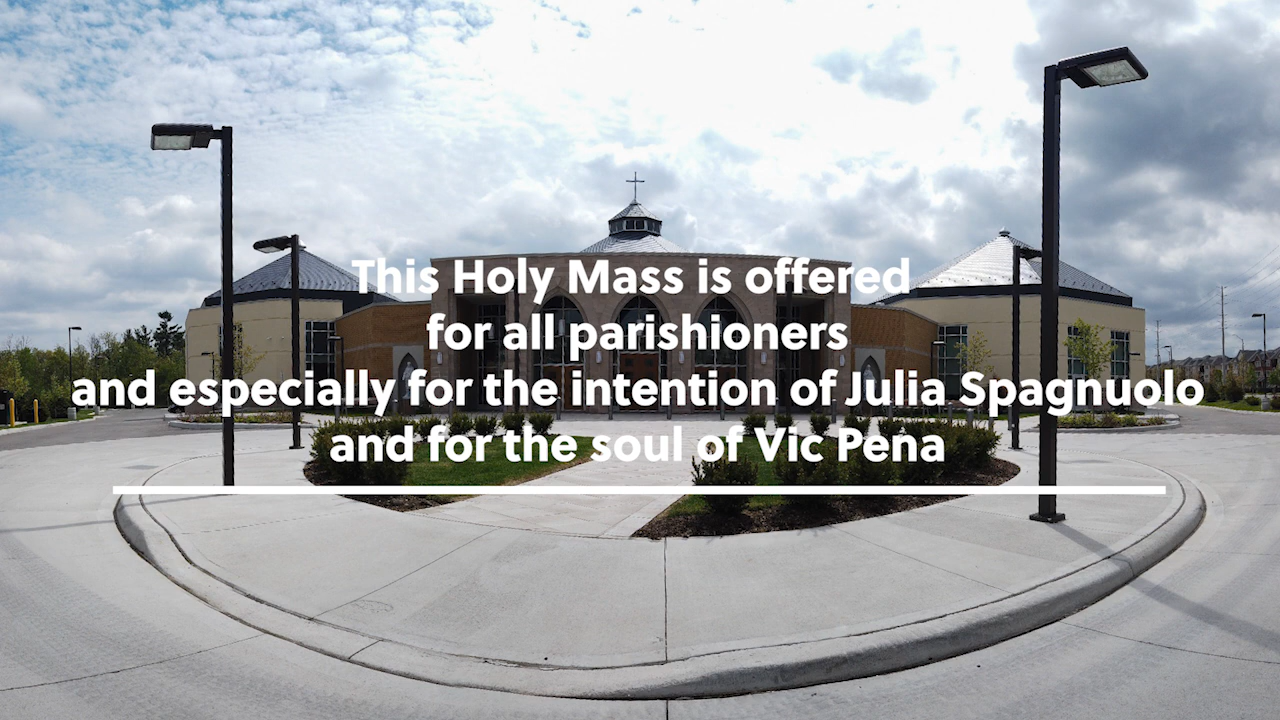 This Holy Mass is offered
for all parishioners
and especially for the intention of Julia Spagnuolo
and for the soul of Vic Pena